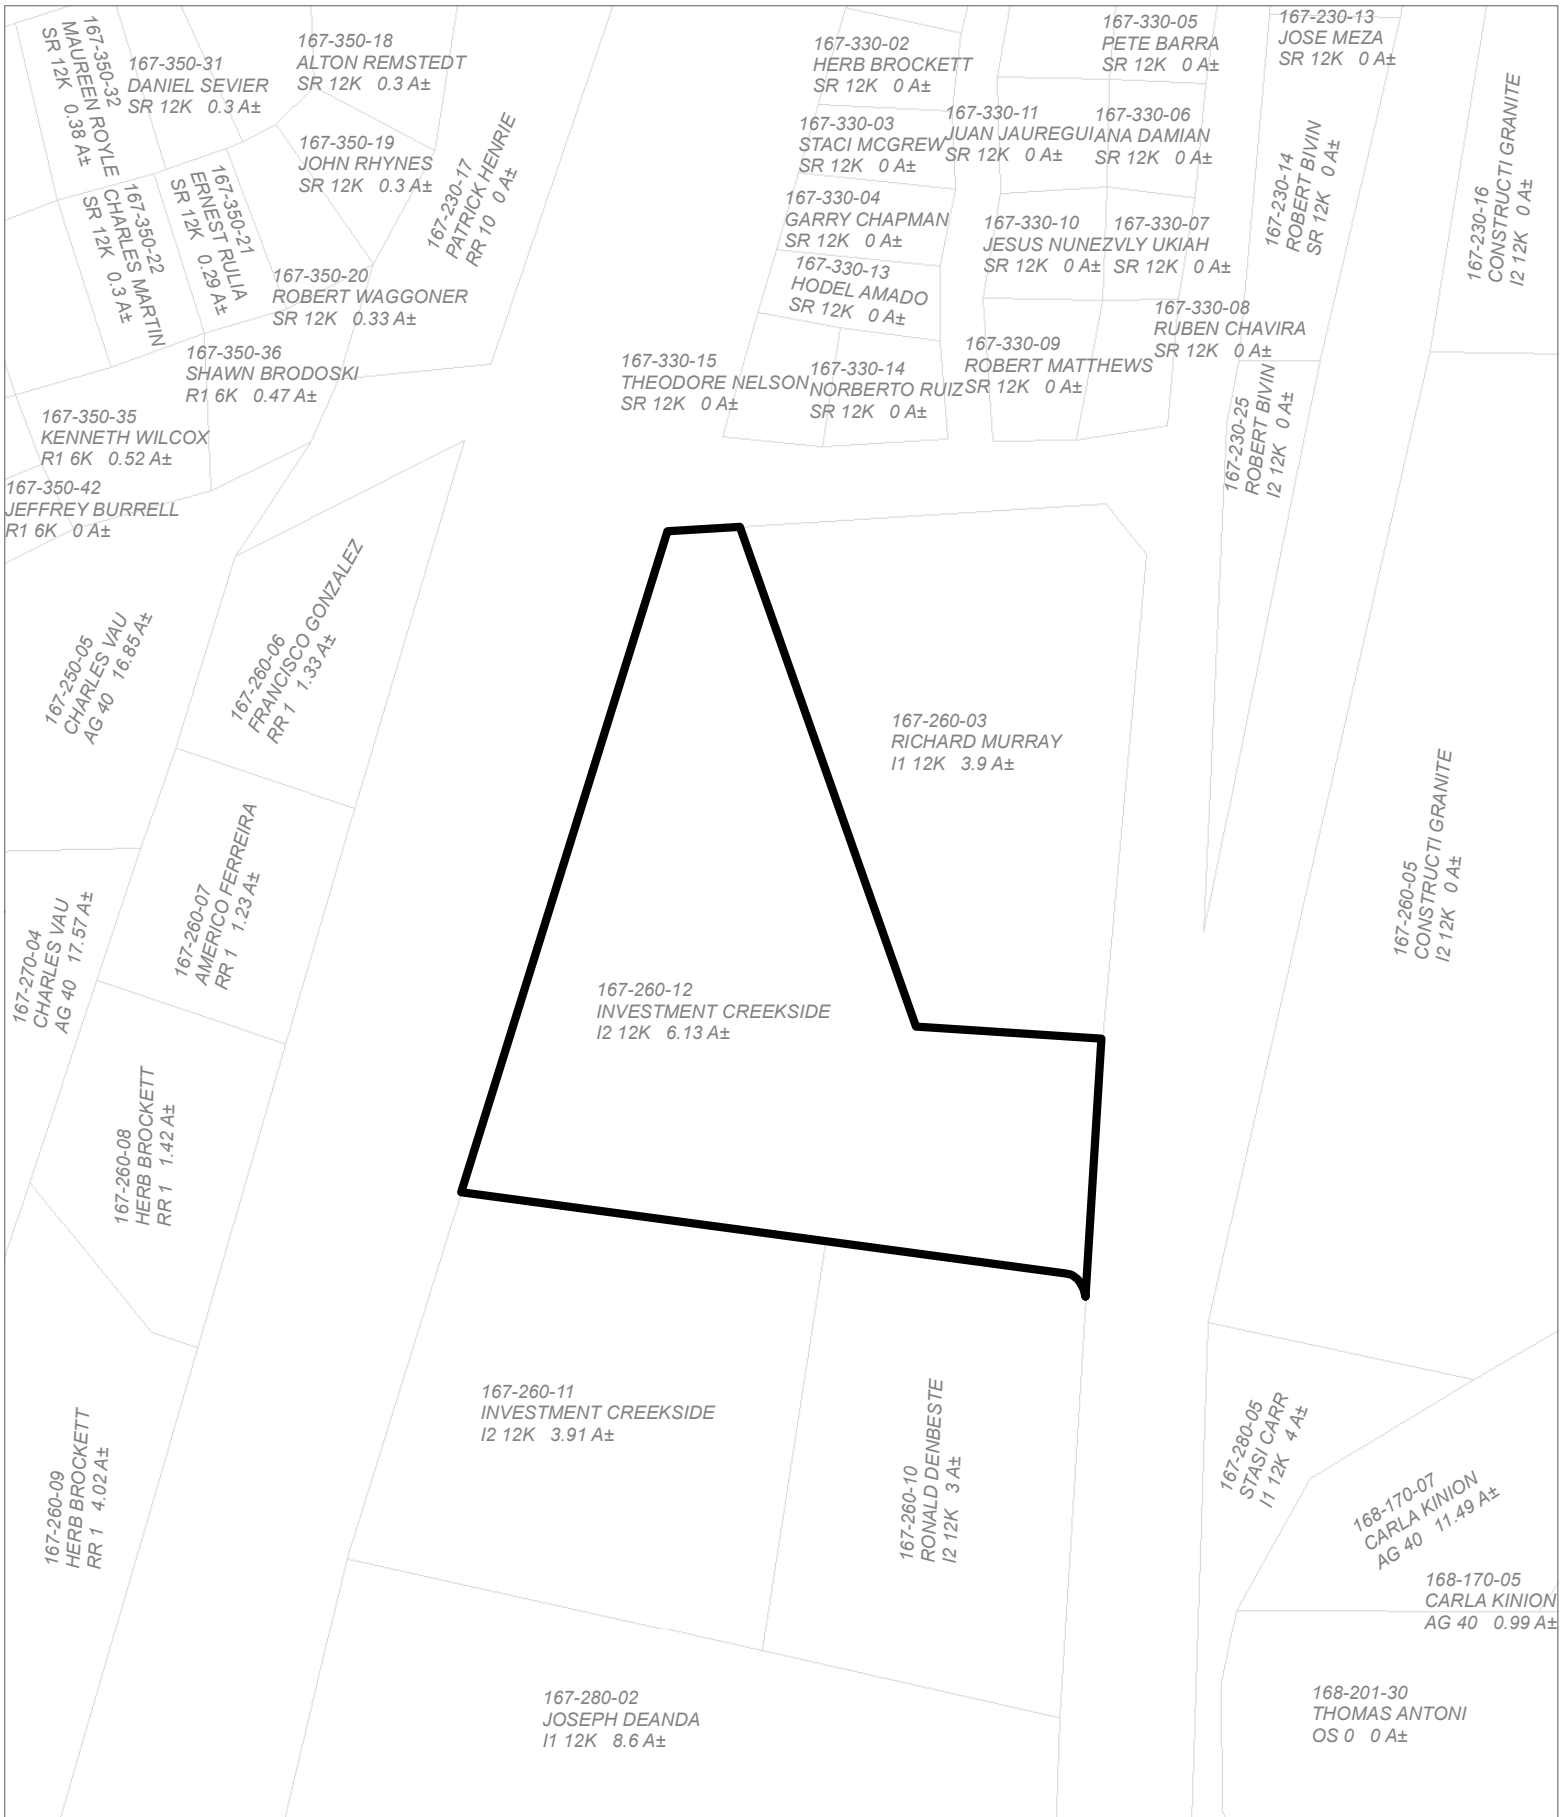 167-350-32
MAUREEN ROYLE
SR 12K   0.38 A±
167-350-31
DANIEL SEVIER
SR 12K   0.3 A±
167-350-18
ALTON REMSTEDT
SR 12K   0.3 A±
167-330-02
HERB BROCKETT
SR 12K   0 A±
167-330-05
PETE BARRA
SR 12K   0 A±
167-230-13
JOSE MEZA
SR 12K   0 A±
167-350-19
JOHN RHYNES
SR 12K   0.3 A±
167-230-17
PATRICK HENRIE
RR 10   0 A±
167-330-03
STACI MCGREW
SR 12K   0 A±
167-330-11
JUAN JAUREGUI
SR 12K   0 A±
167-330-06
ANA DAMIAN
SR 12K   0 A±
167-230-14
ROBERT BIVIN
SR 12K   0 A±
167-230-16
CONSTRUCTI GRANITE
I2 12K   0 A±
167-350-22
CHARLES MARTIN
SR 12K   0.3 A±
167-350-21
ERNEST RULIA
SR 12K   0.29 A±
167-330-04
GARRY CHAPMAN
SR 12K   0 A±
167-330-10
JESUS NUNEZ
SR 12K   0 A±
167-330-07
VLY UKIAH
SR 12K   0 A±
167-350-20
ROBERT WAGGONER
SR 12K   0.33 A±
167-330-13
HODEL AMADO
SR 12K   0 A±
167-330-08
RUBEN CHAVIRA
SR 12K   0 A±
167-350-36
SHAWN BRODOSKI
R1 6K   0.47 A±
167-330-15
THEODORE NELSON
SR 12K   0 A±
167-330-14
NORBERTO RUIZ
SR 12K   0 A±
167-330-09
ROBERT MATTHEWS
SR 12K   0 A±
167-230-25
ROBERT BIVIN
I2 12K   0 A±
167-350-35
KENNETH WILCOX
R1 6K   0.52 A±
167-350-42
JEFFREY BURRELL
R1 6K   0 A±
167-250-05
CHARLES VAU
AG 40   16.85 A±
167-260-06
FRANCISCO GONZALEZ
RR 1   1.33 A±
167-260-03
RICHARD MURRAY
I1 12K   3.9 A±
167-260-05
CONSTRUCTI GRANITE
I2 12K   0 A±
167-270-04
CHARLES VAU
AG 40   17.57 A±
167-260-07
AMERICO FERREIRA
RR 1   1.23 A±
167-260-12
INVESTMENT CREEKSIDE
I2 12K   6.13 A±
167-260-08
HERB BROCKETT
RR 1   1.42 A±
167-260-09
HERB BROCKETT
RR 1   4.02 A±
167-260-11
INVESTMENT CREEKSIDE
I2 12K   3.91 A±
167-260-10
RONALD DENBESTE
I2 12K   3 A±
167-280-05
STASI CARR
I1 12K   4 A±
168-170-07
CARLA KINION
AG 40   11.49 A±
168-170-05
CARLA KINION
AG 40   0.99 A±
167-280-02
JOSEPH DEANDA
I1 12K   8.6 A±
168-201-30
THOMAS ANTONI
OS 0   0 A±